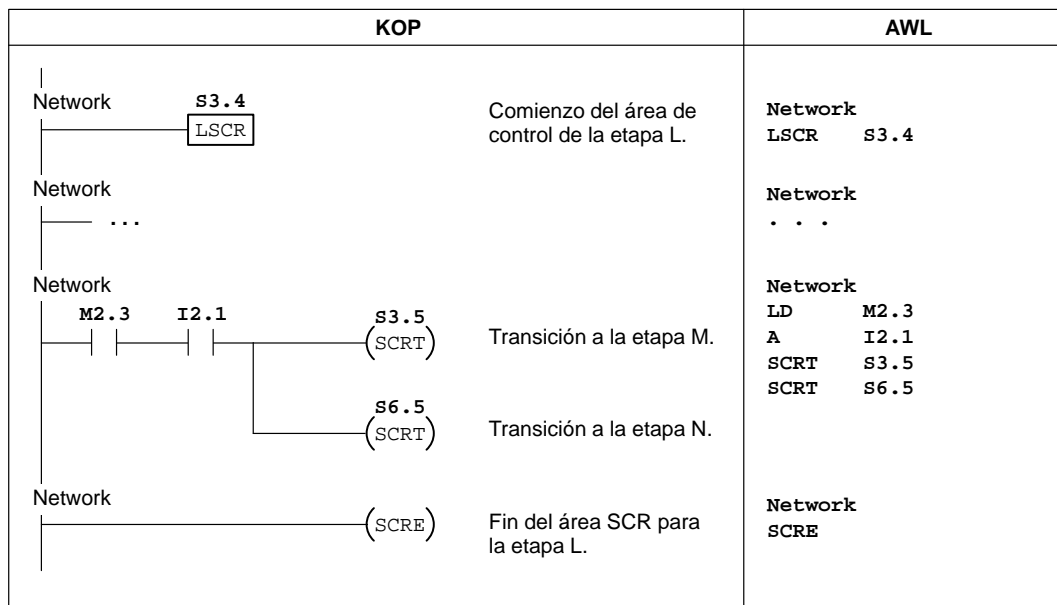 KOP
AWL
Network
S3.4
LSCR
Comienzo del área de
control de la etapa L.
Network
LSCR S3.4
Network
...
Network
. . .
Network
M2.3 I2.1 S3.5
SCRT
Transición a la etapa M.
S6.5
SCRT
Transición a la etapa N.
Network
LD M2.3
A I2.1
SCRT S3.5
SCRT S6.5
Network
SCRE
Fin del área SCR para
la etapa L.
Network
SCRE